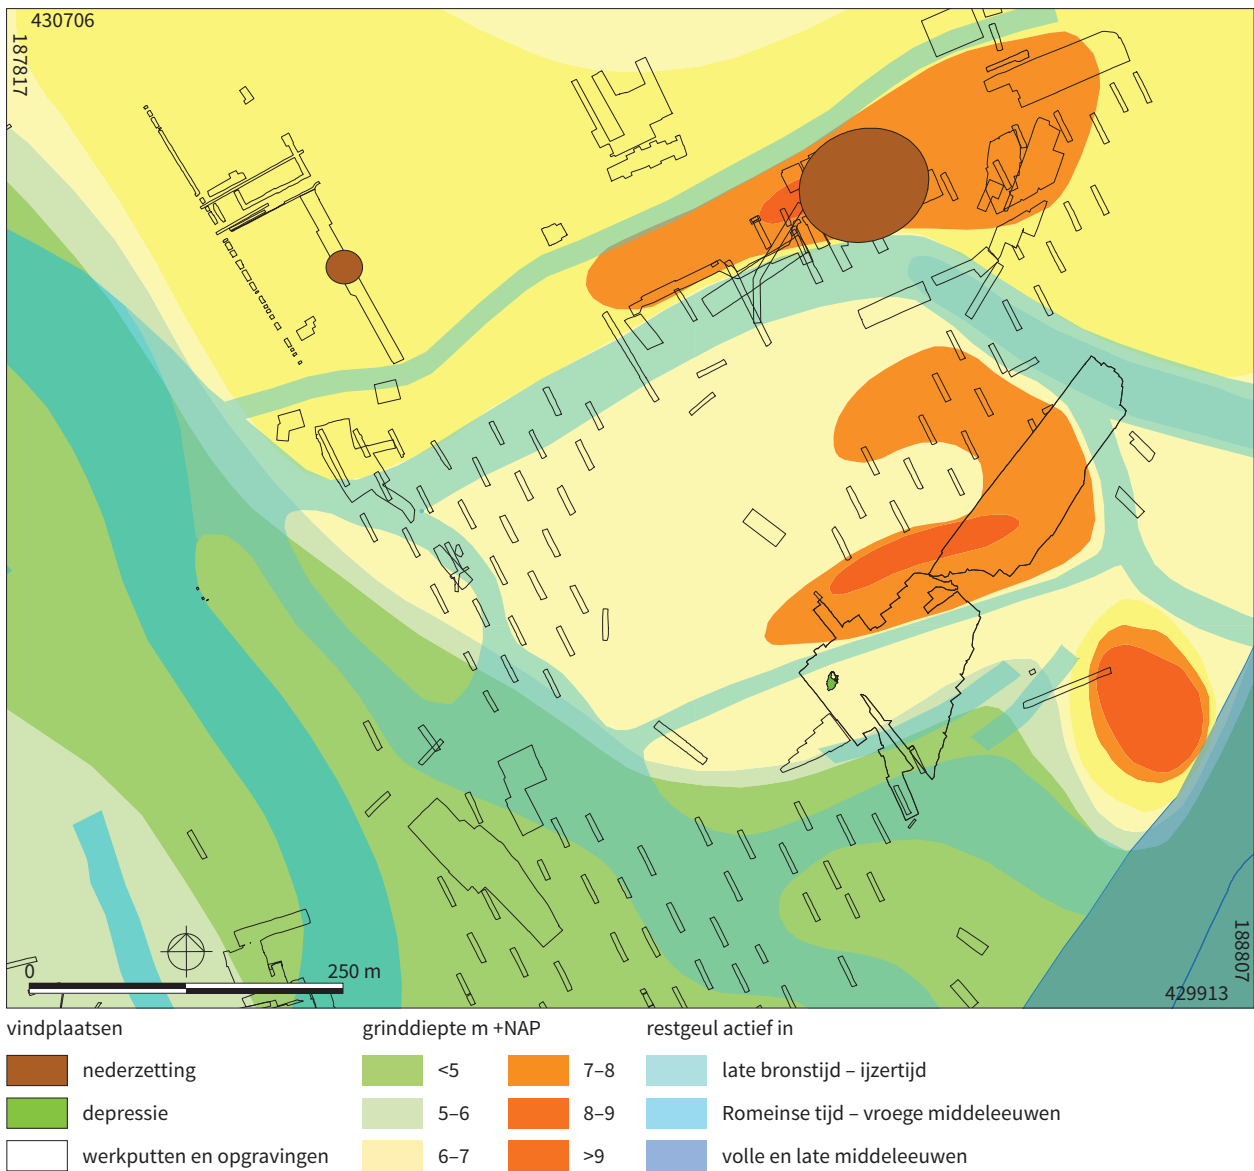 430706
187817
0
250 m
188807
429913
vindplaatsen
nederzetting
depressie
werkputten en opgravingen
grinddiepte m +NAP
<5
5–6
6–7
7–8
8–9
>9
restgeul actief in
late bronstijd – ijzertijd
Romeinse tijd – vroege middeleeuwen
volle en late middeleeuwen